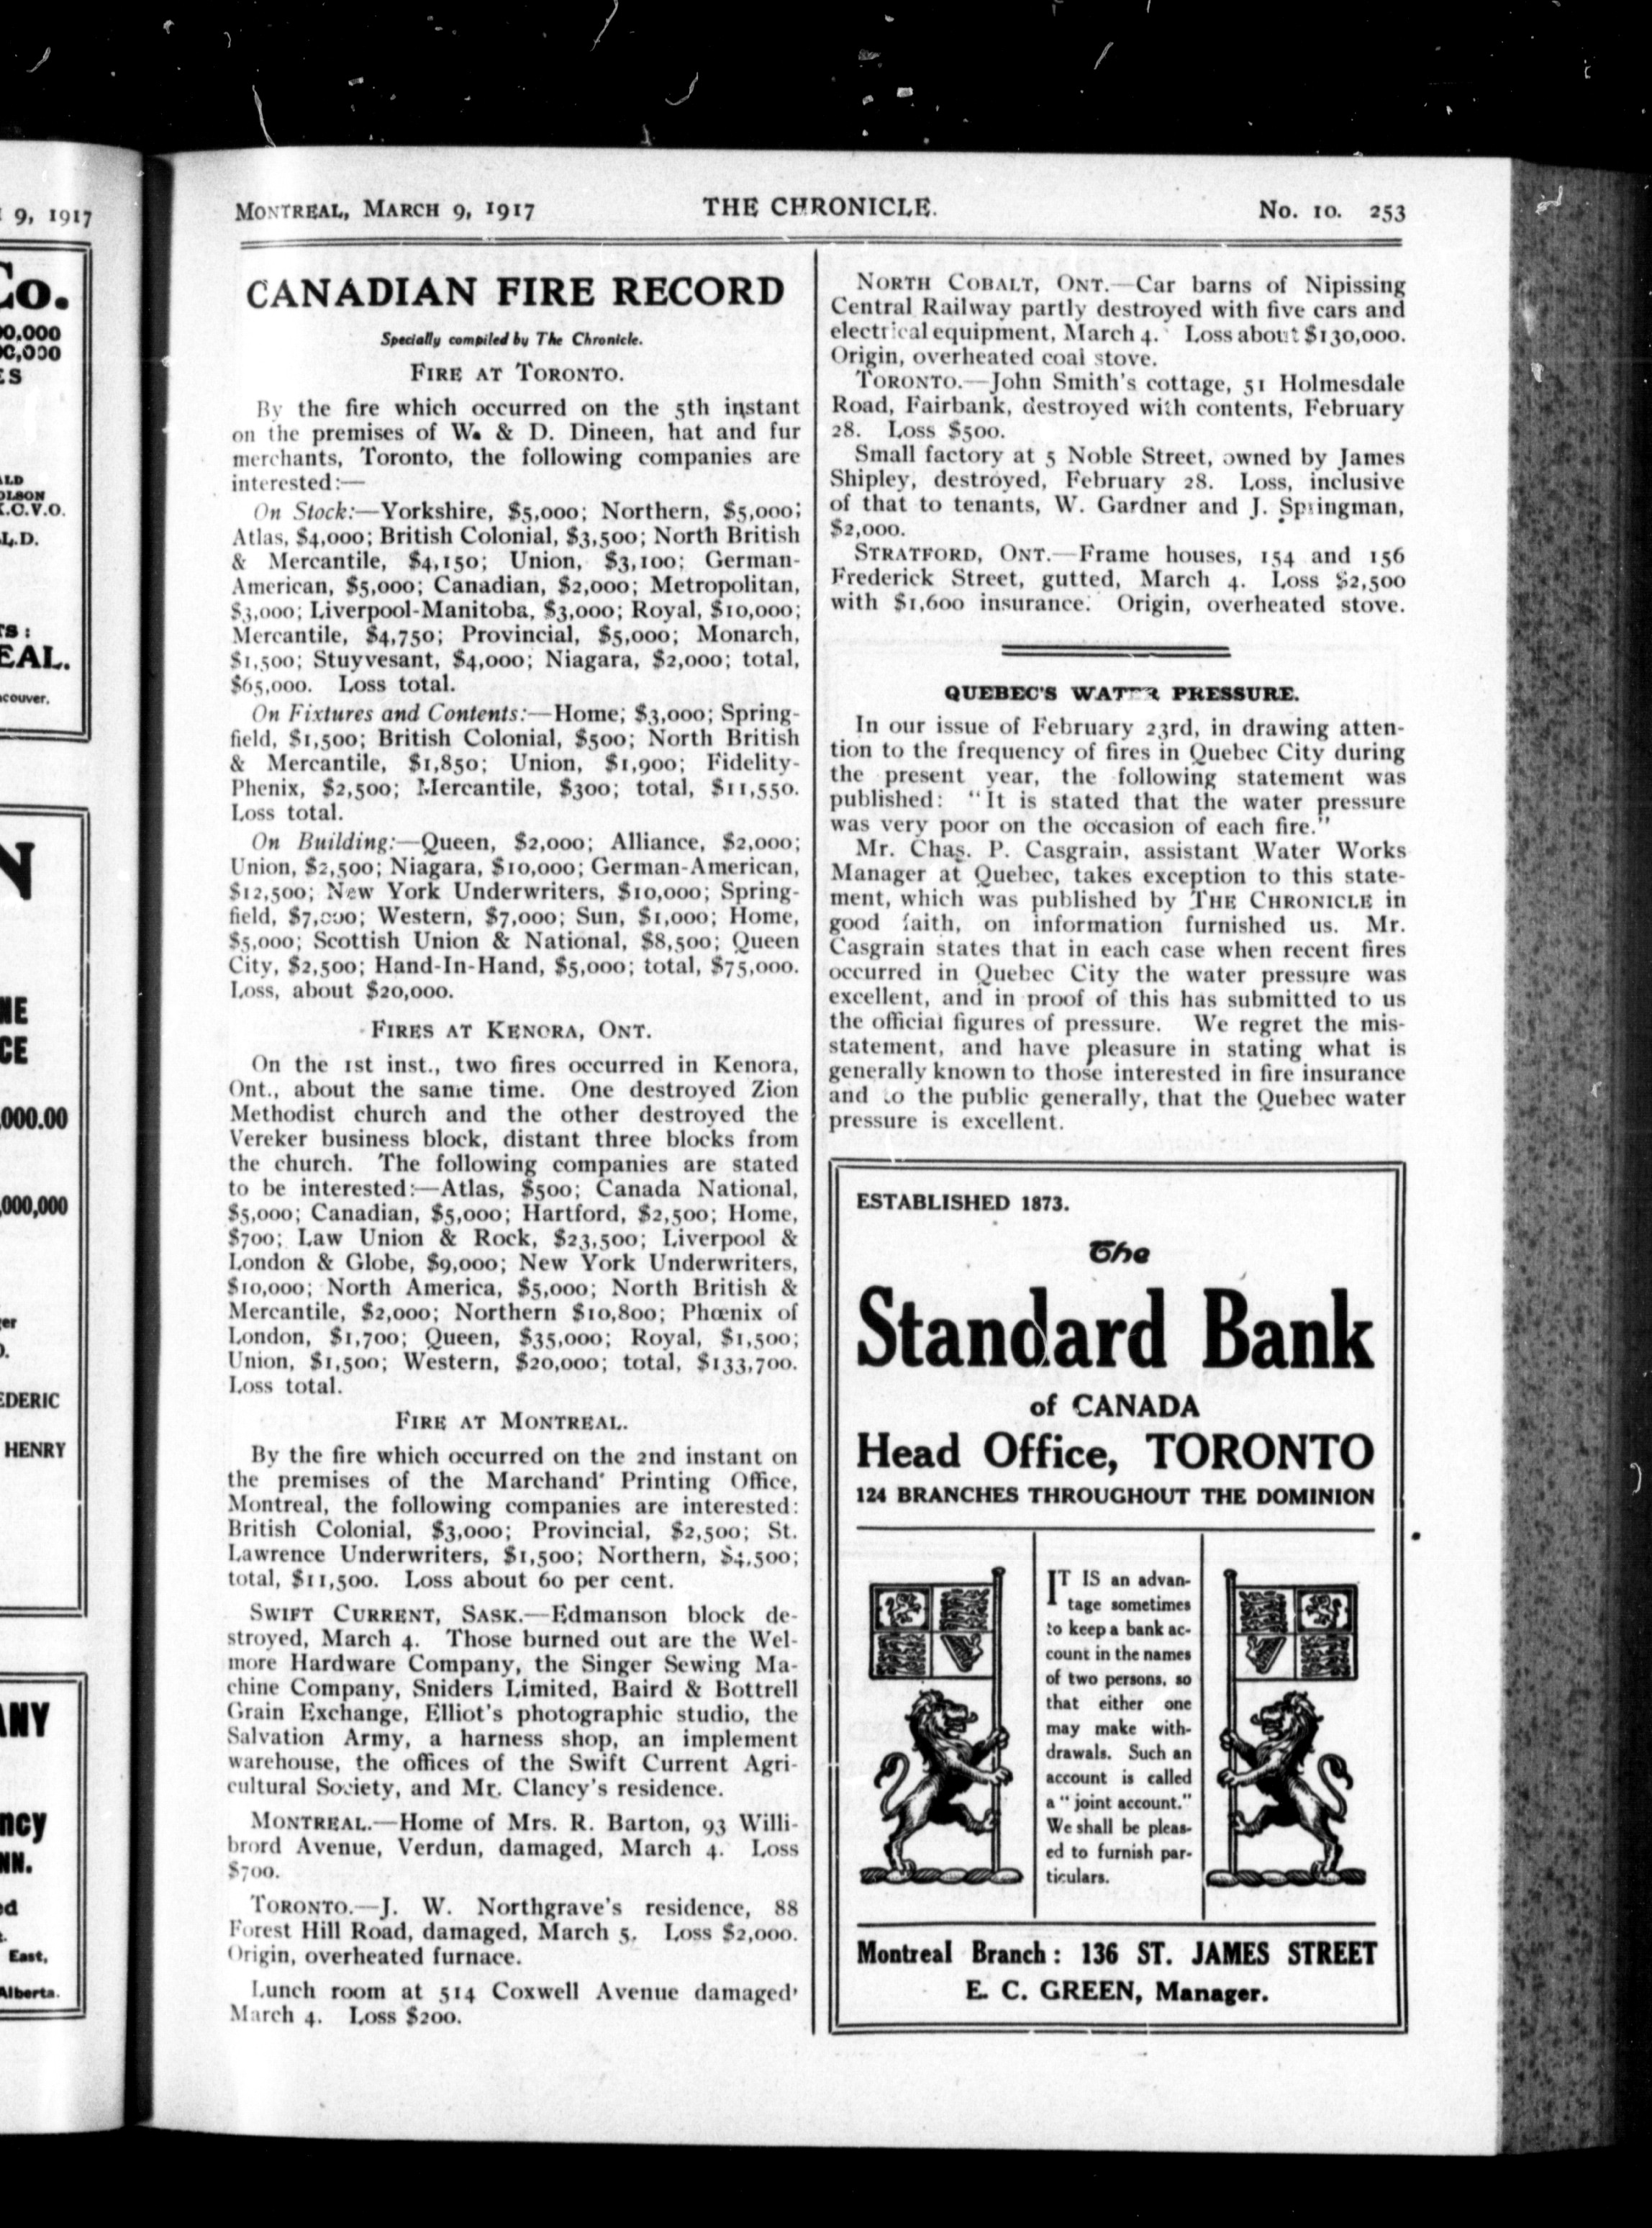 9, 1917
Co.
00,000
00,000
ES
ALD
OLSON
K.C.V.O.
L.D.
TS:
EAL.
ncouver.
N
NE
CE
,000.00
,000,000
er
D.
EDERIC
HENRY
ANY
ncy
NN.
ed
East,
Alberta.
MONTREAL, MARCH 9, 1917 THE CHRONICLE. No. 10. 253
CANADIAN FIRE RECORD
Specially compiled by The Chronicle.
FIRE AT TORONTO.
By the fire which occurred on the 5th instant
on the premises of W. & D. Dineen, hat and fur
merchants, Toronto, the following companies are
interested:—
On Stock:—Yorkshire, $5,000; Northern, $5,000;
Atlas, $4,000; British Colonial, $3,500; North British
& Mercantile, $4,150; Union, $3,100; German-
American, $5,000; Canadian, $2,000; Metropolitan,
$3,000; Liverpool-Manitoba, $3,000; Royal, $10,000;
Mercantile, $4,750; Provincial, $5,000; Monarch,
$1,500; Stuyvesant, $4,000; Niagara, $2,000; total,
$65,000. Loss total.
On Fixtures and Contents:—Home; $3,000; Spring-
field, $1,500; British Colonial, $500; North British
& Mercantile, $1,850; Union, $1,900; Fidelity-
Phenix, $2,500; Mercantile, $300; total, $11,550.
Loss total.
On Building:—Queen, $2,000; Alliance, $2,000;
Union, $2,500; Niagara, $10,000; German-American,
$12,500; New York Underwriters, $10,000; Spring-
field, $7,000; Western, $7,000; Sun, $1,000; Home,
$5,000; Scottish Union & National, $8,500; Queen
City, $2,500; Hand-In-Hand, $5,000; total, $75,000.
Loss, about $20,000.
FIRES AT KENORA, ONT.
On the 1st inst., two fires occurred in Kenora,
Ont., about the same time. One destroyed Zion
Methodist church and the other destroyed the
Vereker business block, distant three blocks from
the church. The following companies are stated
to be interested:—Atlas, $500; Canada National,
$5,000; Canadian, $5,000; Hartford, $2,500; Home,
$700; Law Union & Rock, $23,500; Liverpool &
London & Globe, $9,000; New York Underwriters,
$10,000; North America, $5,000; North British &
Mercantile, $2,000; Northern $10,800; Phœnix of
London, $1,700; Queen, $35,000; Royal, $1,500;
Union, $1,500; Western, $20,000; total, $133,700.
Loss total.
FIRE AT MONTREAL.
By the fire which occurred on the 2nd instant on
the premises of the Marchand' Printing Office,
Montreal, the following companies are interested:
British Colonial, $3,000; Provincial, $2,500; St.
Lawrence Underwriters, $1,500; Northern, $4,500;
total, $11,500. Loss about 60 per cent.
SWIFT CURRENT, SASK.—Edmanson block de-
stroyed, March 4. Those burned out are the Wel-
more Hardware Company, the Singer Sewing Ma-
chine Company, Sniders Limited, Baird & Bottrell
Grain Exchange, Elliot's photographic studio, the
Salvation Army, a harness shop, an implement
warehouse, the offices of the Swift Current Agri-
cultural Society, and Mr. Clancy's residence.
MONTREAL.—Home of Mrs. R. Barton, 93 Willi-
brord Avenue, Verdun, damaged, March 4. Loss
$700.
TORONTO.—J. W. Northgrave's residence, 88
Forest Hill Road, damaged, March 5. Loss $2,000.
Origin, overheated furnace.
Lunch room at 514 Coxwell Avenue damaged'
March 4. Loss $200.
NORTH COBALT, ONT.—Car barns of Nipissing
Central Railway partly destroyed with five cars and
electrical equipment, March 4. Loss about $130,000.
Origin, overheated coal stove.
TORONTO.—John Smith's cottage, 51 Holmesdale
Road, Fairbank, destroyed with contents, February
28. Loss $500.
Small factory at 5 Noble Street, owned by James
Shipley, destroyed, February 28. Loss, inclusive
of that to tenants, W. Gardner and J. Springman,
$2,000.
STRATFORD, ONT.—Frame houses, 154 and 156
Frederick Street, gutted, March 4. Loss $2,500
with $1,600 insurance. Origin, overheated stove.
QUEBEC'S WATER PRESSURE.
In our issue of February 23rd, in drawing atten-
tion to the frequency of fires in Quebec City during
the present year, the following statement was
published: "It is stated that the water pressure
was very poor on the occasion of each fire."
Mr. Chas. P. Casgrain, assistant Water Works
Manager at Quebec, takes exception to this state-
ment, which was published by THE CHRONICLE in
good faith, on information furnished us. Mr.
Casgrain states that in each case when recent fires
occurred in Quebec City the water pressure was
excellent, and in proof of this has submitted to us
the official figures of pressure. We regret the mis-
statement, and have pleasure in stating what is
generally known to those interested in fire insurance
and to the public generally, that the Quebec water
pressure is excellent.
ESTABLISHED 1873.
The
Standard Bank
of CANADA
Head Office, TORONTO
124 BRANCHES THROUGHOUT THE DOMINION
IT IS an advan-
tage sometimes
to keep a bank ac-
count in the names
of two persons, so
that either one
may make with-
drawals. Such an
account is called
a "joint account."
We shall be pleas-
ed to furnish par-
ticulars.
Montreal Branch: 136 ST. JAMES STREET
E. C. GREEN, Manager.